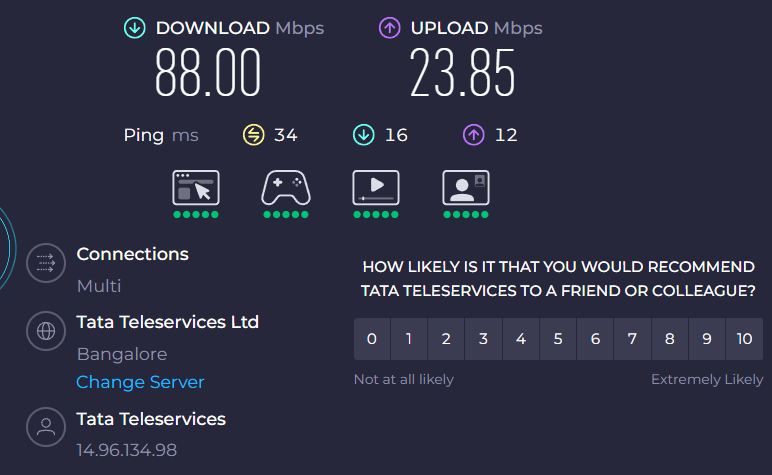 DOWNLOAD Mbps UPLOAD Mbps
88.00 23.85
Ping ms 34 16 12
Connections
Multi
Tata Teleservices Ltd
Bangalore
Change Server
Tata Teleservices
14.96.134.98
HOW LIKELY IS IT THAT YOU WOULD RECOMMEND
TATA TELESERVICES TO A FRIEND OR COLLEAGUE?
0 1 2 3 4 5 6 7 8 9 10
Not at all likely Extremely Likely